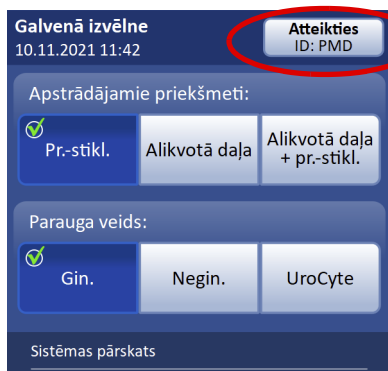 Galvenā izvēlne
10.11.2021 11:42
Atteikties
ID: PMD
Apstrādājamie priekšmeti:
Pr.-stikl.
Alikvotā daļa
Alikvotā daļa
+ pr.-stikl.
Parauga veids:
Gin.
Negin.
UroCyte
Sistēmas pārskats